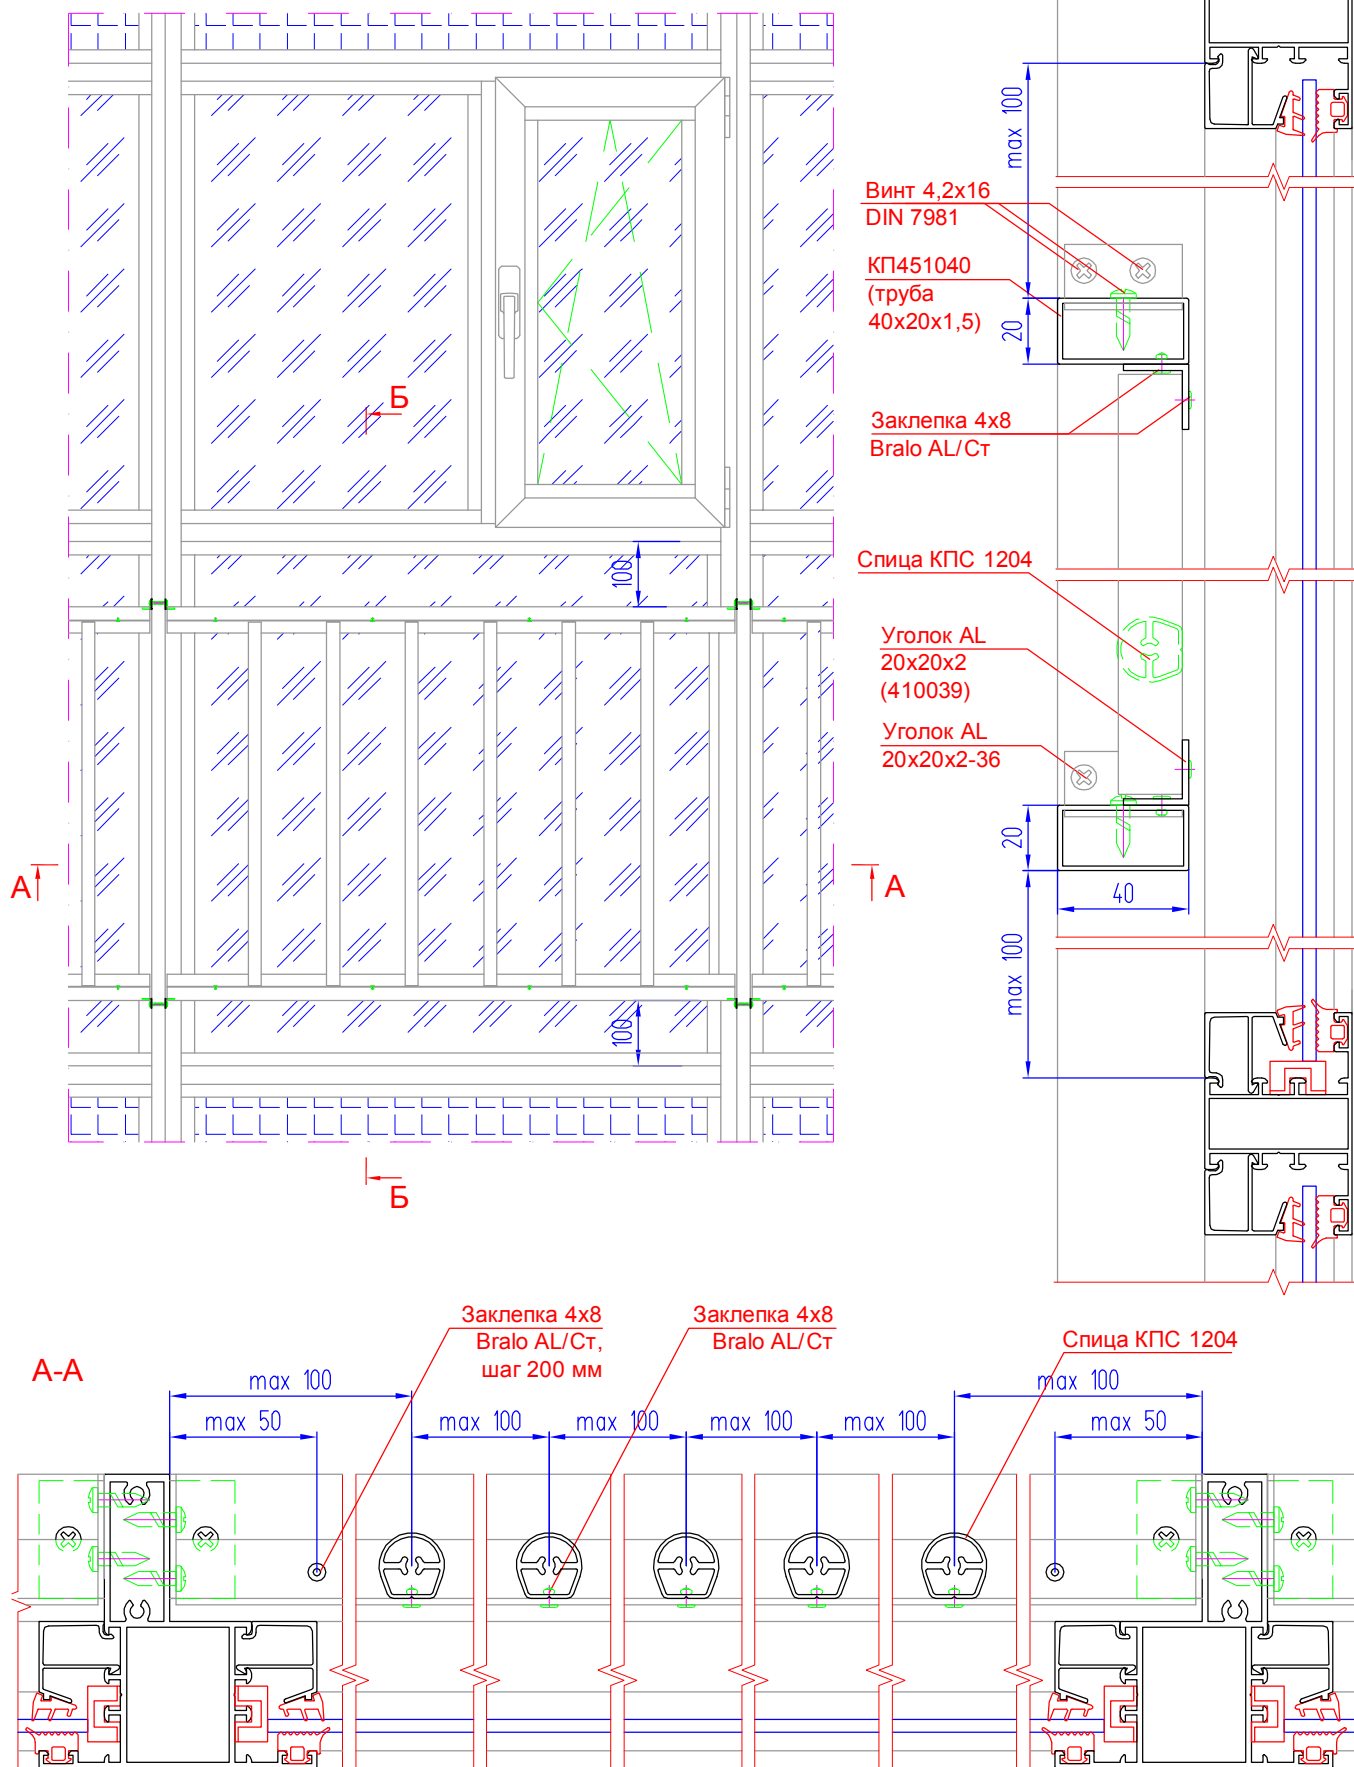 max 100
Винт 4,2х16
DIN 7981
КП451040
(труба
40х20х1,5)
20
Заклепка 4х8
Bralo AL/Ст
Б
100
Спица КПС 1204
Уголок AL
20х20х2
(410039)
Уголок AL
20х20х2-36
20
40
А
А
max 100
100
Б
А-А
Заклепка 4х8
Bralo AL/Ст,
шаг 200 мм
Заклепка 4х8
Bralo AL/Ст
Спица КПС 1204
max 100
max 100
max 50
max 100
max 100
max 100
max 100
max 50